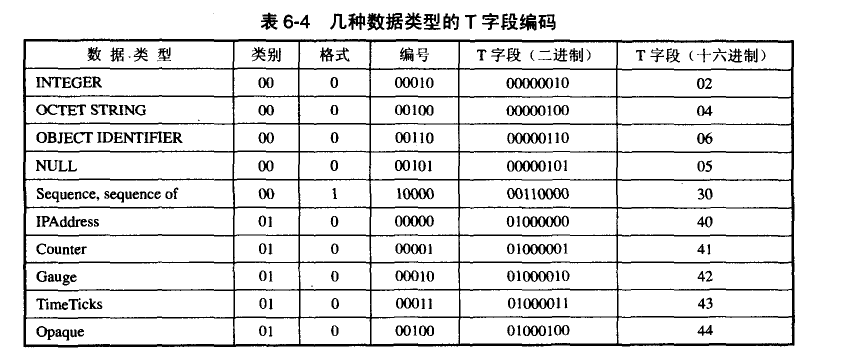 表 6-4 几种数据类型的 T 字段编码
数据类型 类别 格式 编号 T 字段（二进制） T 字段（十六进制）
INTEGER 00 0 00010 00000010 02
OCTET STRING 00 0 00100 00000100 04
OBJECT IDENTIFIER 00 0 00110 00000110 06
NULL 00 0 00101 00000101 05
Sequence, sequence of 00 1 10000 00110000 30
IPAddress 01 0 00000 01000000 40
Counter 01 0 00001 01000001 41
Gauge 01 0 00010 01000010 42
TimeTicks 01 0 00011 01000011 43
Opaque 01 0 00100 01000100 44